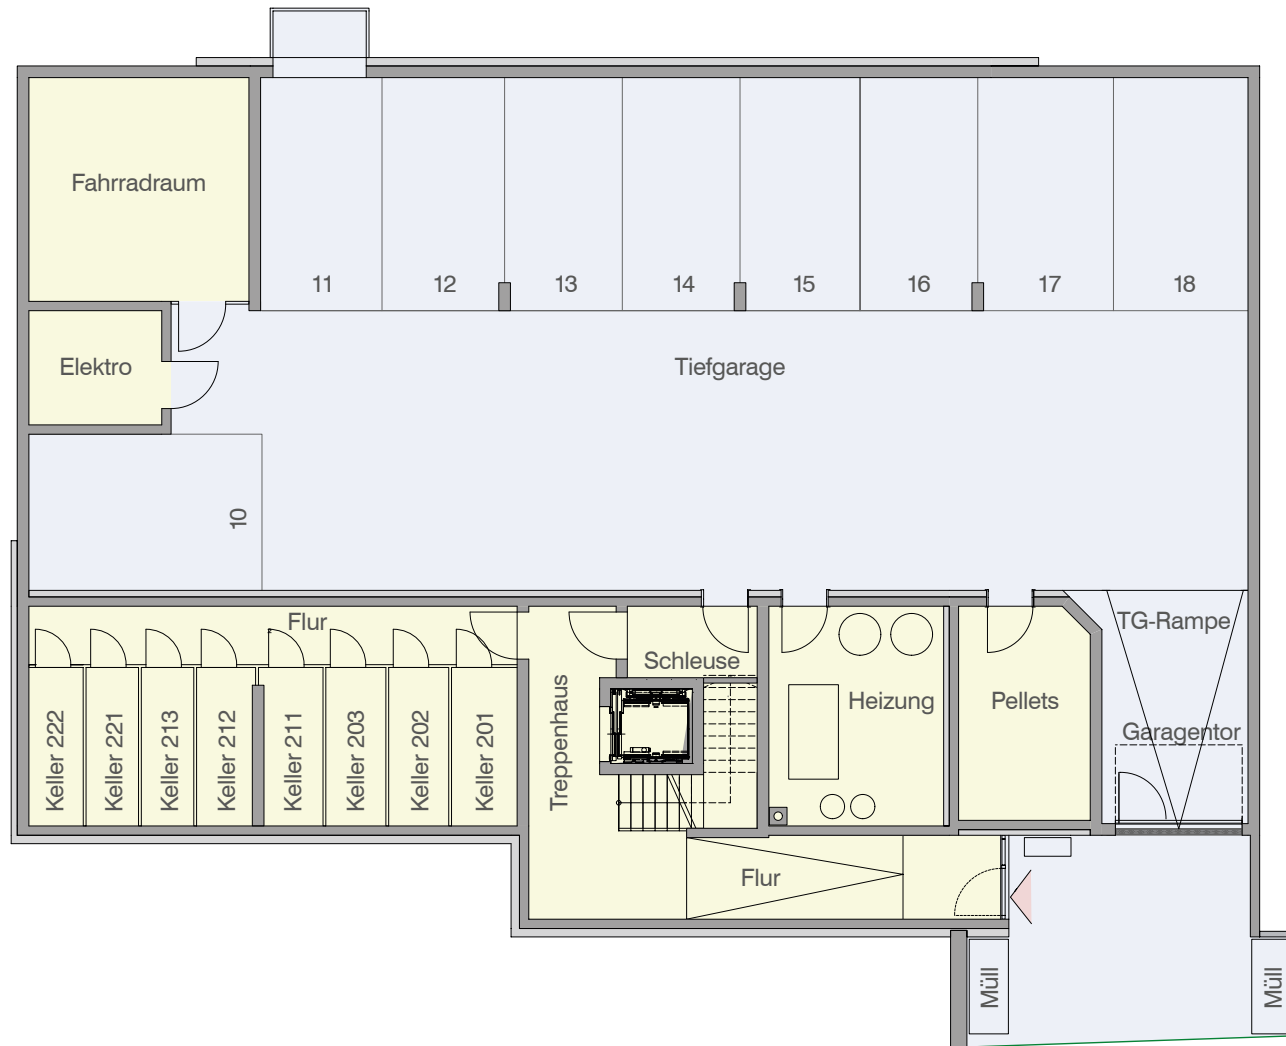 Fahrradraum
11
12
13
14
15
16
17
18
Elektro
Tiefgarage
10
Flur
TG-Rampe
Schleuse
Treppenhaus
Heizung
Pellets
Garagentor
Keller 222
Keller 221
Keller 213
Keller 212
Keller 211
Keller 203
Keller 202
Keller 201
Flur
Müll
Müll